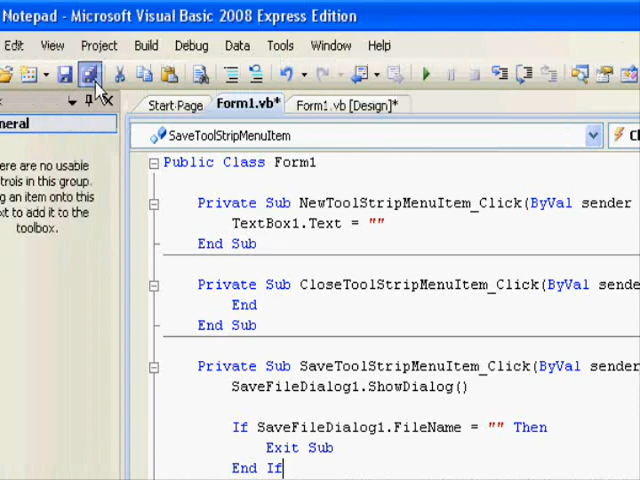 Notepad - Microsoft Visual Basic 2008 Express Edition
Edit View Project Build Debug Data Tools Window Help
Start Page Form1.vb* Form1.vb [Design]*
neral
SaveToolStripMenuItem
ere are no usable
ntrols in this group.
g an item onto this
xt to add it to the
toolbox.
Public Class Form1
Private Sub NewToolStripMenuItem_Click(ByVal sender
TextBox1.Text = ""
End Sub
Private Sub CloseToolStripMenuItem_Click(ByVal sende
End
End Sub
Private Sub SaveToolStripMenuItem_Click(ByVal sender
SaveFileDialog1.ShowDialog()
If SaveFileDialog1.FileName = "" Then
Exit Sub
End If